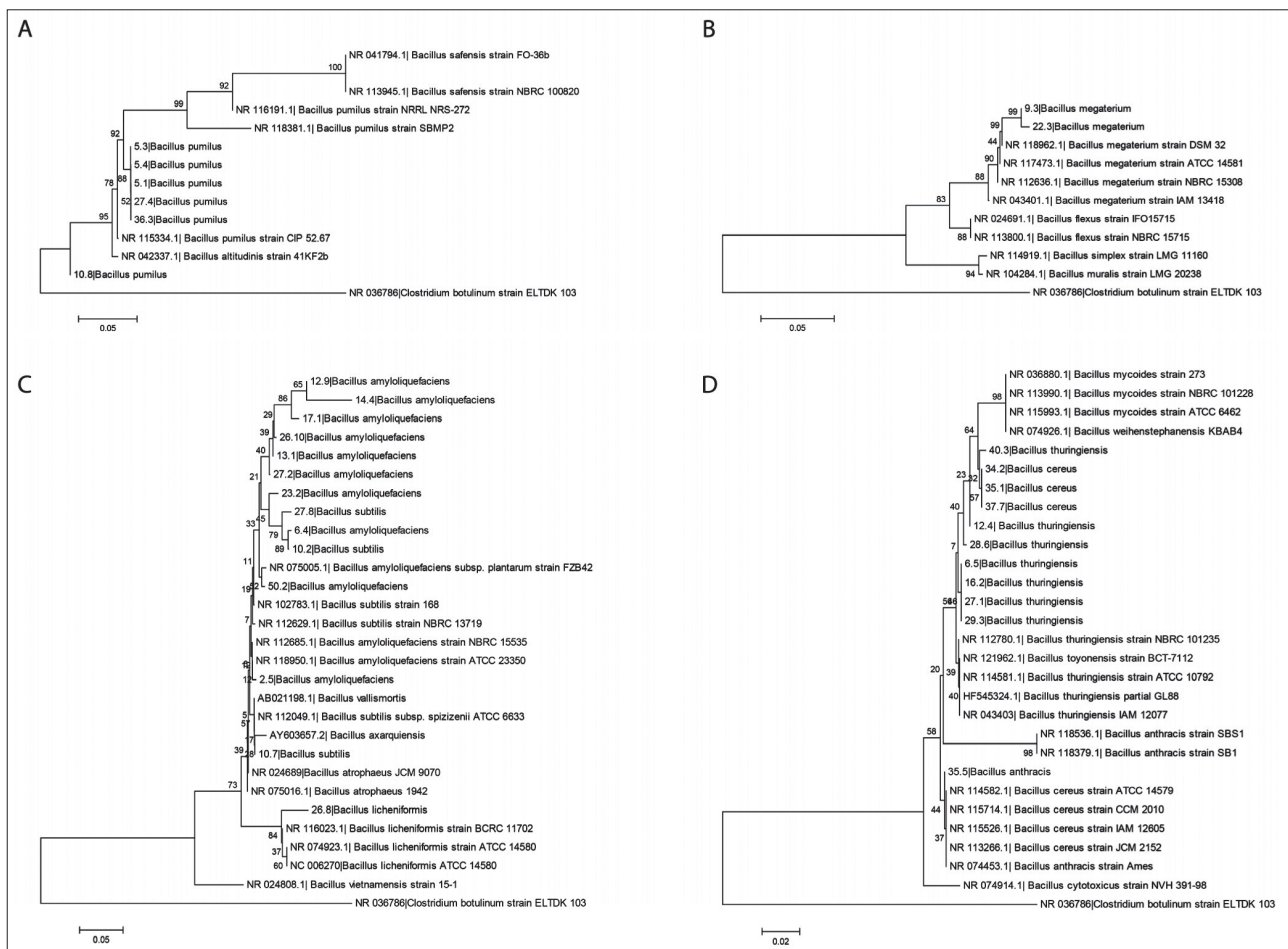 A
NR 041794.1| Bacillus safensis strain FO-36b
100
92
NR 113945.1| Bacillus safensis strain NBRC 100820
99
NR 116191.1| Bacillus pumilus strain NRRL NRS-272
NR 118381.1| Bacillus pumilus strain SBMP2
92
5.3|Bacillus pumilus
5.4|Bacillus pumilus
78
88
5.1|Bacillus pumilus
52
27.4|Bacillus pumilus
95
36.3|Bacillus pumilus
NR 115334.1| Bacillus pumilus strain CIP 52.67
NR 042337.1| Bacillus altitudinis strain 41KF2b
10.8|Bacillus pumilus
NR 036786|Clostridium botulinum strain ELTDK 103
0.05
B
99
9.3|Bacillus megaterium
99
22.3|Bacillus megaterium
44
NR 118962.1| Bacillus megaterium strain DSM 32
90
NR 117473.1| Bacillus megaterium strain ATCC 14581
88
NR 112636.1| Bacillus megaterium strain NBRC 15308
83
NR 043401.1| Bacillus megaterium strain IAM 13418
NR 024691.1| Bacillus flexus strain IFO15715
88
NR 113800.1| Bacillus flexus strain NBRC 15715
NR 114919.1| Bacillus simplex strain LMG 11160
94
NR 104284.1| Bacillus muralis strain LMG 20238
NR 036786|Clostridium botulinum strain ELTDK 103
0.05
C
65
12.9|Bacillus amyloliquefaciens
86
14.4|Bacillus amyloliquefaciens
29
17.1|Bacillus amyloliquefaciens
39
26.10|Bacillus amyloliquefaciens
40
13.1|Bacillus amyloliquefaciens
21
27.2|Bacillus amyloliquefaciens
23.2|Bacillus amyloliquefaciens
45
27.8|Bacillus subtilis
33
79
6.4|Bacillus amyloliquefaciens
89
10.2|Bacillus subtilis
11
NR 075005.1| Bacillus amyloliquefaciens subsp. plantarum strain FZB42
19
50.2|Bacillus amyloliquefaciens
NR 102783.1| Bacillus subtilis strain 168
7
NR 112629.1| Bacillus subtilis strain NBRC 13719
NR 112685.1| Bacillus amyloliquefaciens strain NBRC 15535
NR 118950.1| Bacillus amyloliquefaciens strain ATCC 23350
12
2.5|Bacillus amyloliquefaciens
AB021198.1| Bacillus vallismortis
5
NR 112049.1| Bacillus subtilis subsp. spizizenii ATCC 6633
AY603657.2| Bacillus axarquiensis
39
28
10.7|Bacillus subtilis
NR 024689|Bacillus atrophaeus JCM 9070
73
NR 075016.1| Bacillus atrophaeus 1942
26.8|Bacillus licheniformis
84
NR 116023.1| Bacillus licheniformis strain BCRC 11702
37
NR 074923.1| Bacillus licheniformis strain ATCC 14580
60
NC 006270|Bacillus licheniformis ATCC 14580
NR 024808.1| Bacillus vietnamensis strain 15-1
NR 036786|Clostridium botulinum strain ELTDK 103
0.05
D
NR 036880.1| Bacillus mycoides strain 273
98
NR 113990.1| Bacillus mycoides strain NBRC 101228
NR 115993.1| Bacillus mycoides strain ATCC 6462
64
NR 074926.1| Bacillus weihenstephanensis KBAB4
40.3|Bacillus thuringiensis
23
32
34.2|Bacillus cereus
35.1|Bacillus cereus
57
37.7|Bacillus cereus
40
12.4| Bacillus thuringiensis
7
28.6|Bacillus thuringiensis
6.5|Bacillus thuringiensis
16.2|Bacillus thuringiensis
27.1|Bacillus thuringiensis
29.3|Bacillus thuringiensis
NR 112780.1| Bacillus thuringiensis strain NBRC 101235
NR 121962.1| Bacillus toyonensis strain BCT-7112
20
39
NR 114581.1| Bacillus thuringiensis strain ATCC 10792
40
HF545324.1| Bacillus thuringiensis partial GL88
NR 043403| Bacillus thuringiensis IAM 12077
58
NR 118536.1| Bacillus anthracis strain SBS1
98
NR 118379.1| Bacillus anthracis strain SB1
35.5|Bacillus anthracis
NR 114582.1| Bacillus cereus strain ATCC 14579
44
NR 115714.1| Bacillus cereus strain CCM 2010
NR 115526.1| Bacillus cereus strain IAM 12605
37
NR 113266.1| Bacillus cereus strain JCM 2152
NR 074453.1| Bacillus anthracis strain Ames
NR 074914.1| Bacillus cytotoxicus strain NVH 391-98
NR 036786|Clostridium botulinum strain ELTDK 103
0.02